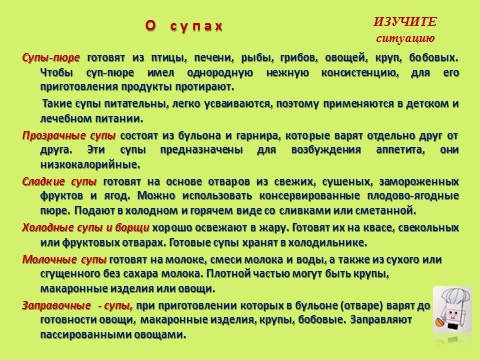 О с у п а х
ИЗУЧИТЕ
ситуацию
Супы-пюре готовят из птицы, печени, рыбы, грибов, овощей, круп, бобовых.
Чтобы суп-пюре имел однородную нежную консистенцию, для его
приготовления продукты протирают.
Такие супы питательны, легко усваиваются, поэтому применяются в детском и
лечебном питании.
Прозрачные супы состоят из бульона и гарнира, которые варят отдельно друг от
друга. Эти супы предназначены для возбуждения аппетита, они
низкокалорийные.
Сладкие супы готовят на основе отваров из свежих, сушеных, замороженных
фруктов и ягод. Можно использовать консервированные плодово-ягодные
пюре. Подают в холодном и горячем виде со сливками или сметанной.
Холодные супы и борщи хорошо освежают в жару. Готовят их на квасе, свекольных
или фруктовых отварах. Готовые супы хранят в холодильнике.
Молочные супы готовят на молоке, смеси молока и воды, а также из сухого или
сгущенного без сахара молока. Плотной частью могут быть крупы,
макаронные изделия или овощи.
Заправочные - супы, при приготовлении которых в бульоне (отваре) варят до
готовности овощи, макаронные изделия, крупы, бобовые. Заправляют
пассированными овощами.